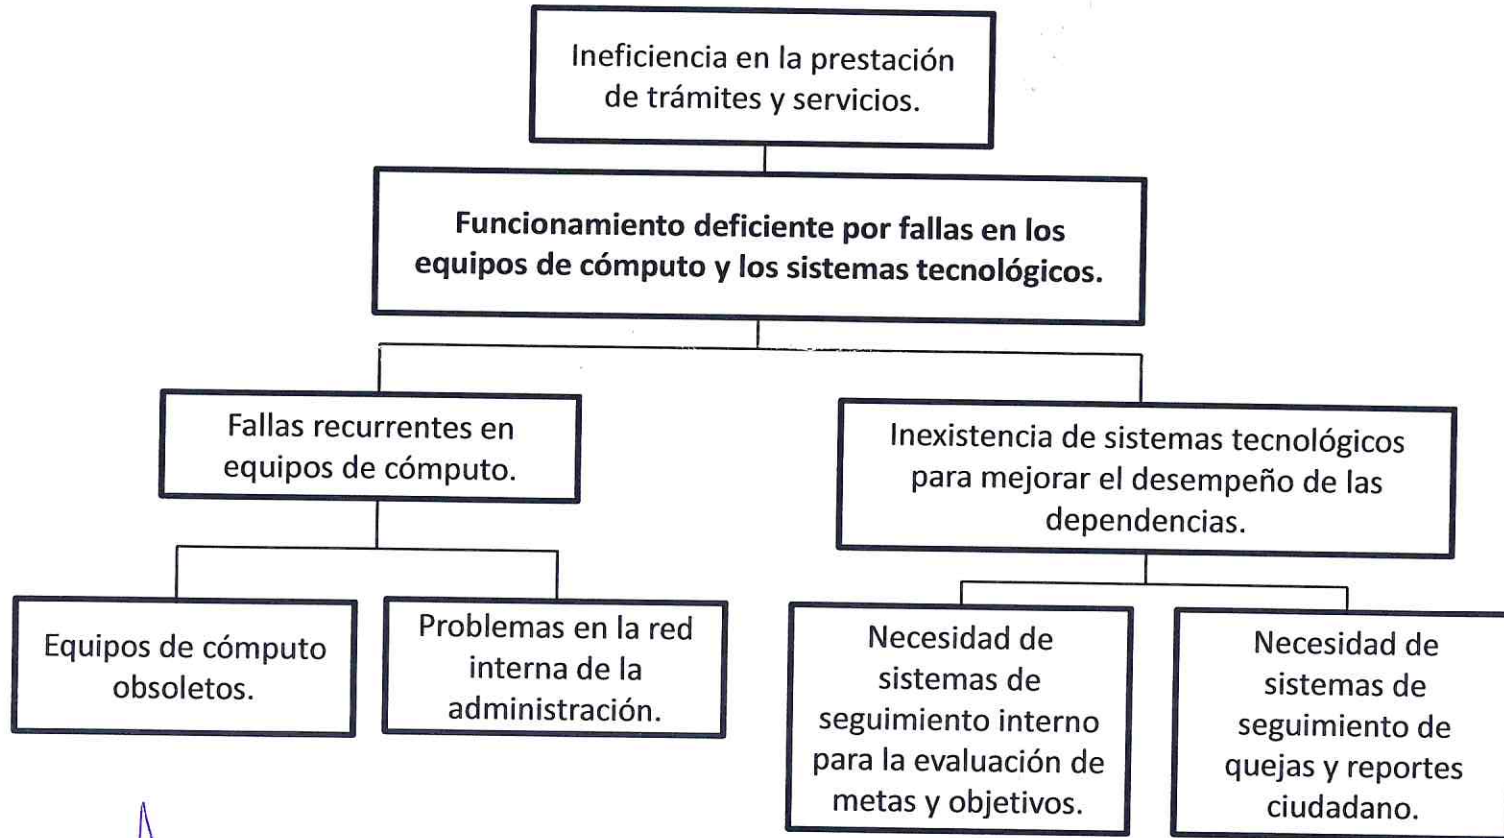 Ineficiencia en la prestación
de trámites y servicios.
Funcionamiento deficiente por fallas en los
equipos de cómputo y los sistemas tecnológicos.
Fallas recurrentes en
equipos de cómputo.
Inexistencia de sistemas tecnológicos
para mejorar el desempeño de las
dependencias.
Equipos de cómputo
obsoletos.
Problemas en la red
interna de la
administración.
Necesidad de
sistemas de
seguimiento interno
para la evaluación de
metas y objetivos.
Necesidad de
sistemas de
seguimiento de
quejas y reportes
ciudadano.